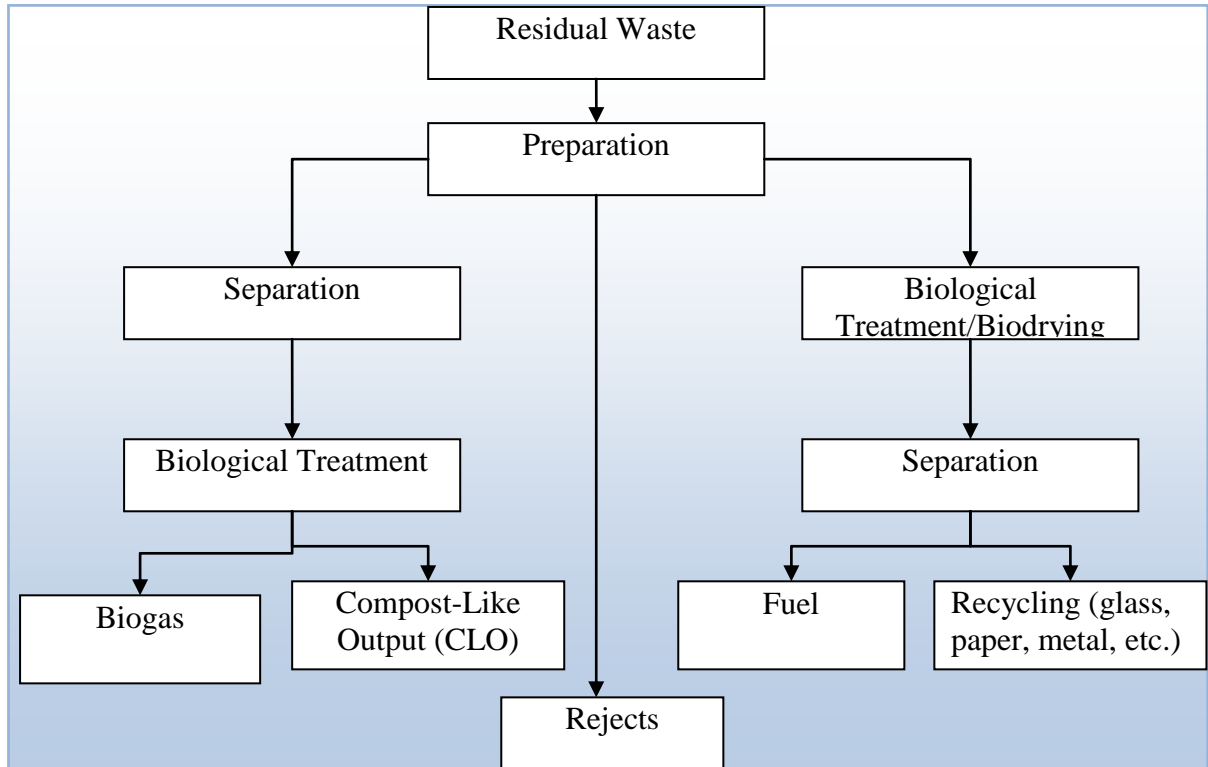 Residual Waste
Preparation
Separation
Biological
Treatment/Biodrying
Biological Treatment
Separation
Biogas
Compost-Like
Output (CLO)
Fuel
Recycling (glass,
paper, metal, etc.)
Rejects